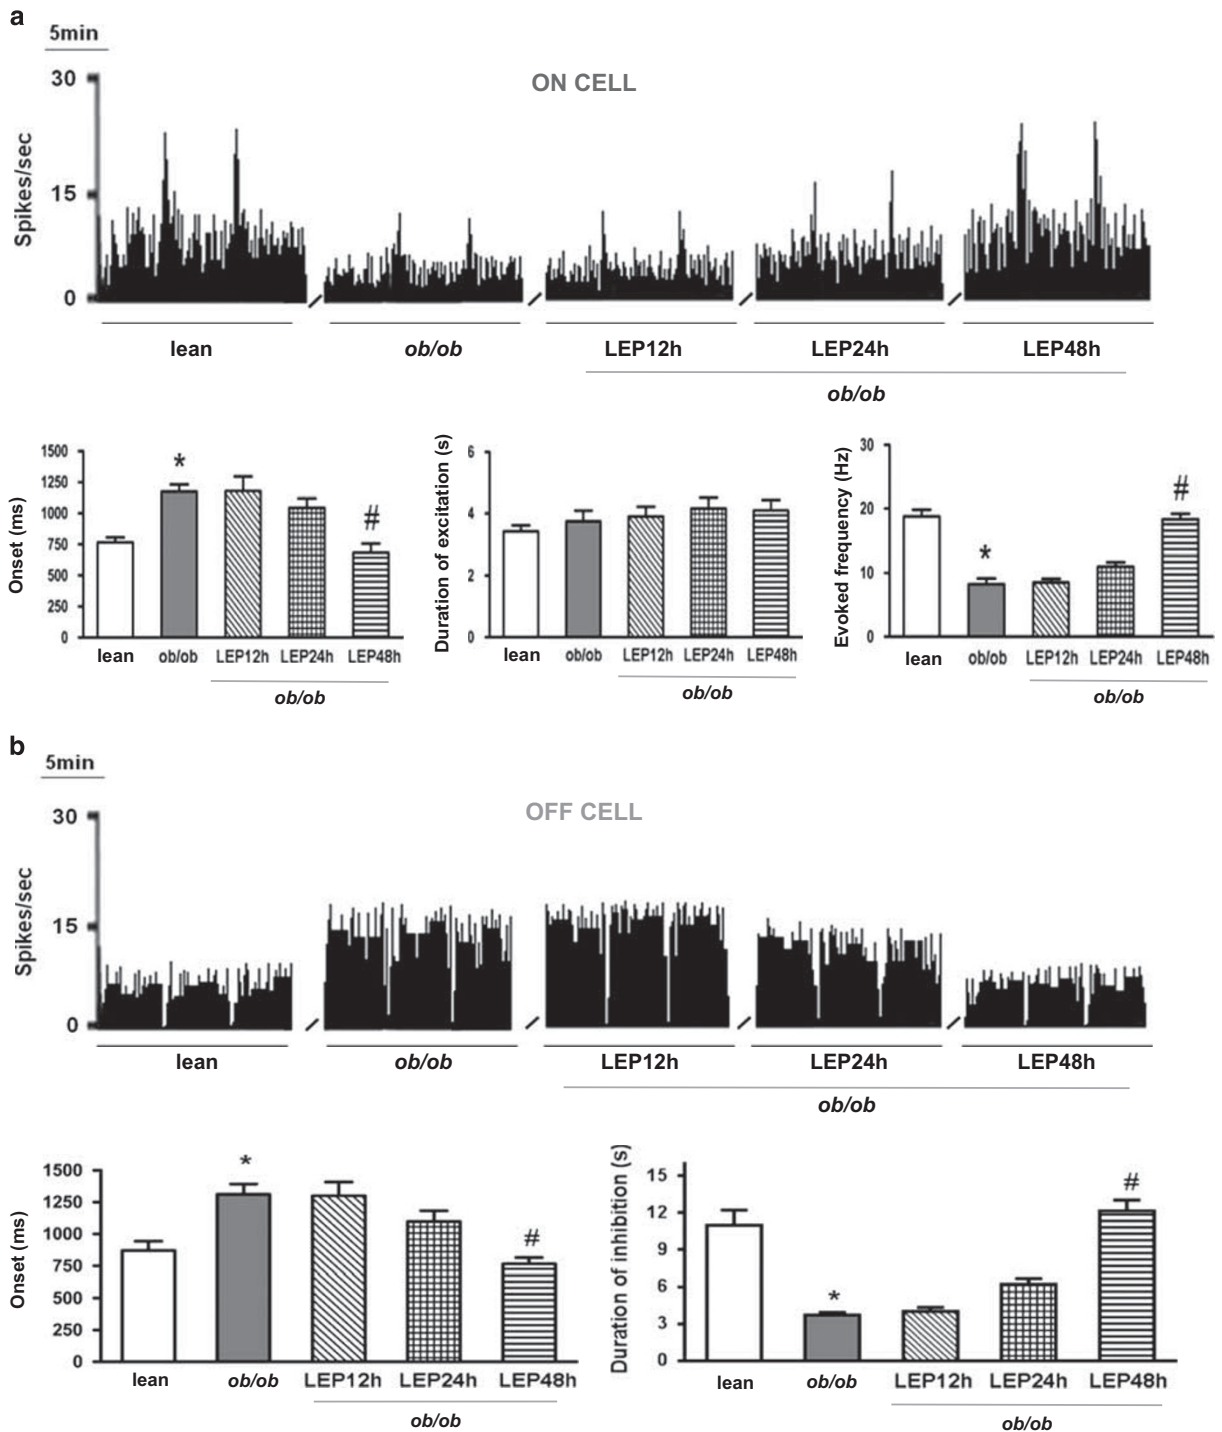 a
5min
ON CELL
Spikes/sec
30
15
0
lean
ob/ob
LEP12h
LEP24h
LEP48h
ob/ob
Onset (ms)
1500
1250
1000
750
500
250
0
*
#
lean ob/ob LEP12h LEP24h LEP48h
ob/ob
Duration of excitation (s)
6
4
2
0
lean ob/ob LEP12h LEP24h LEP48h
ob/ob
Evoked frequency (Hz)
30
20
10
0
*
#
lean ob/ob LEP12h LEP24h LEP48h
ob/ob
b
5min
OFF CELL
Spikes/sec
30
15
0
lean
ob/ob
LEP12h
LEP24h
LEP48h
ob/ob
Onset (ms)
1500
1250
1000
750
500
250
0
*
#
lean ob/ob LEP12h LEP24h LEP48h
ob/ob
Duration of inhibition (s)
15
12
9
6
3
0
*
#
lean ob/ob LEP12h LEP24h LEP48h
ob/ob